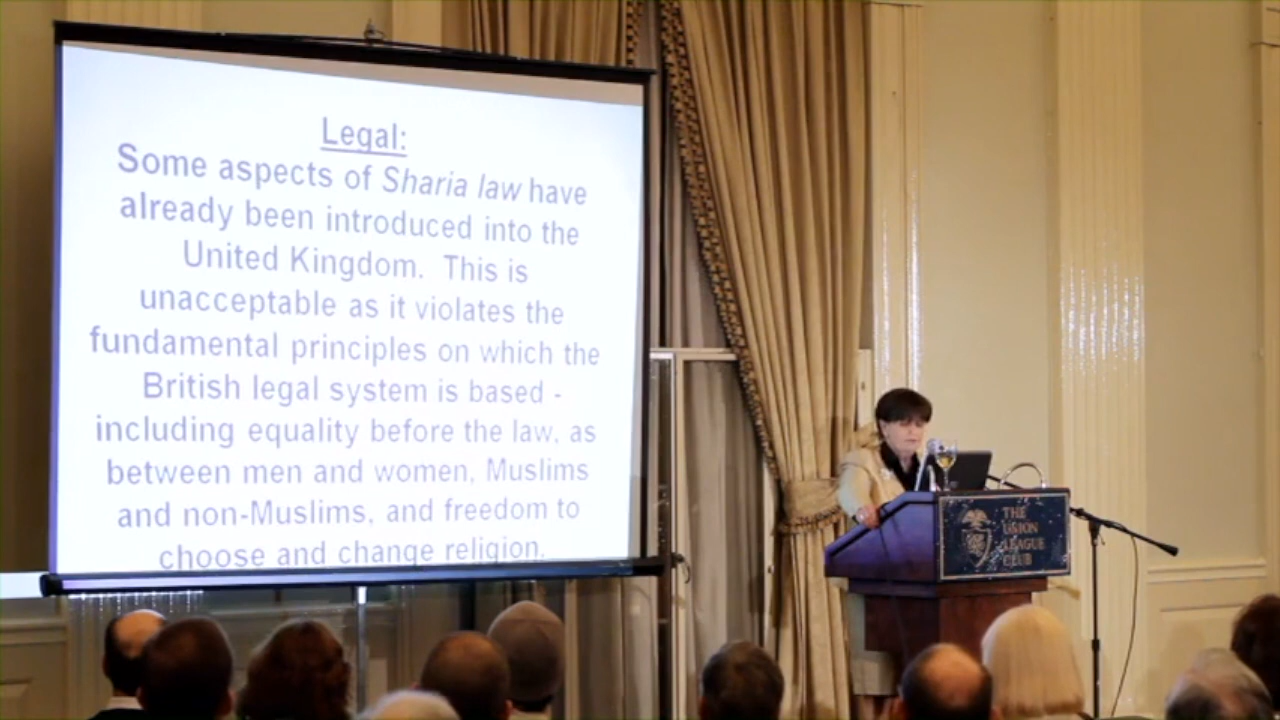 Legal:
Some aspects of Sharia law have
already been introduced into the
United Kingdom. This is
unacceptable as it violates the
fundamental principles on which the
British legal system is based -
including equality before the law, as
between men and women, Muslims
and non-Muslims, and freedom to
choose and change religion.
THE
UNION
LEAGUE
CLUB